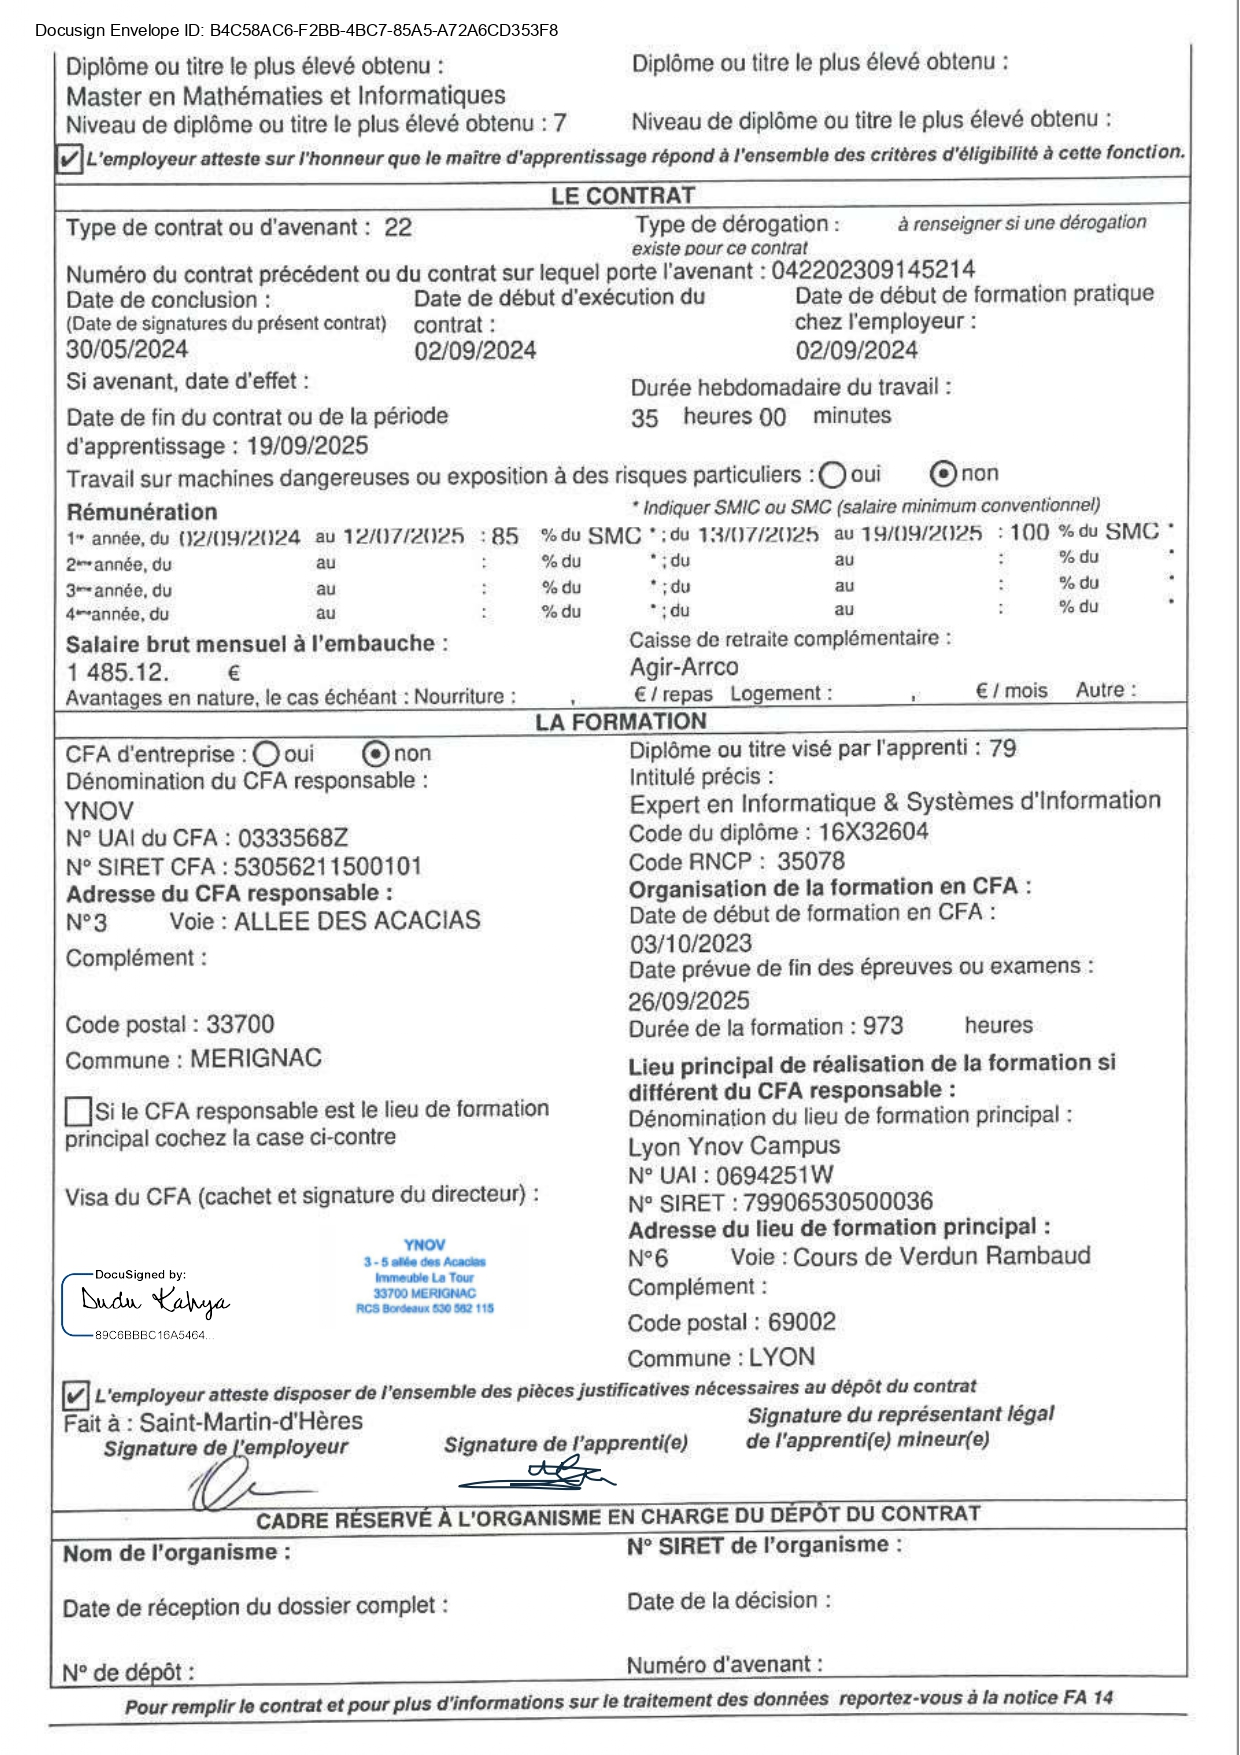 Docusign Envelope ID: B4C58AC6-F2BB-4BC7-85A5-A72A6CD353F8
Diplôme ou titre le plus élevé obtenu : Diplôme ou titre le plus élevé obtenu :
Master en Mathématies et Informatiques
Niveau de diplôme ou titre le plus élevé obtenu : 7 Niveau de diplôme ou titre le plus élevé obtenu :
L'employeur atteste sur l'honneur que le maître d'apprentissage répond à l'ensemble des critères d'éligibilité à cette fonction.
LE CONTRAT
Type de contrat ou d'avenant : 22 Type de dérogation : à renseigner si une dérogation
existe pour ce contrat
Numéro du contrat précédent ou du contrat sur lequel porte l'avenant : 042202309145214
Date de conclusion : Date de début d'exécution du Date de début de formation pratique
(Date de signatures du présent contrat) contrat : chez l'employeur :
30/05/2024 02/09/2024 02/09/2024
Si avenant, date d'effet : Durée hebdomadaire du travail :
Date de fin du contrat ou de la période 35 heures 00 minutes
d'apprentissage : 19/09/2025
Travail sur machines dangereuses ou exposition à des risques particuliers : oui non
Rémunération * Indiquer SMIC ou SMC (salaire minimum conventionnel)
1re année, du 02/09/2024 au 12/07/2025 : 85 % du SMC * ; du 13/07/2025 au 19/09/2025 : 100 % du SMC *
2ème année, du au : % du * ; du au : % du *
3ème année, du au : % du * ; du au : % du *
4ème année, du au : % du * ; du au : % du *
Salaire brut mensuel à l'embauche : Caisse de retraite complémentaire :
1 485.12. € Agir-Arrco
Avantages en nature, le cas échéant : Nourriture : , € / repas Logement : , € / mois Autre :
LA FORMATION
CFA d'entreprise : oui non Diplôme ou titre visé par l'apprenti : 79
Dénomination du CFA responsable : Intitulé précis :
YNOV Expert en Informatique & Systèmes d'Information
N° UAI du CFA : 0333568Z Code du diplôme : 16X32604
N° SIRET CFA : 53056211500101 Code RNCP : 35078
Adresse du CFA responsable : Organisation de la formation en CFA :
N°3 Voie : ALLEE DES ACACIAS Date de début de formation en CFA :
03/10/2023
Complément : Date prévue de fin des épreuves ou examens :
26/09/2025
Code postal : 33700 Durée de la formation : 973 heures
Commune : MERIGNAC Lieu principal de réalisation de la formation si
différent du CFA responsable :
Si le CFA responsable est le lieu de formation Dénomination du lieu de formation principal :
principal cochez la case ci-contre Lyon Ynov Campus
N° UAI : 0694251W
Visa du CFA (cachet et signature du directeur) : N° SIRET : 79906530500036
Adresse du lieu de formation principal :
YNOV
3 - 5 allée des Acacias
Immeuble La Tour
33700 MERIGNAC
RCS Bordeaux 530 562 115
DocuSigned by:
Dudu Kahya
89C6BBBC16A5464...
N°6 Voie : Cours de Verdun Rambaud
Complément :
Code postal : 69002
Commune : LYON
L'employeur atteste disposer de l'ensemble des pièces justificatives nécessaires au dépôt du contrat
Fait à : Saint-Martin-d'Hères Signature du représentant légal
Signature de l'employeur Signature de l'apprenti(e) de l'apprenti(e) mineur(e)
CADRE RÉSERVÉ À L'ORGANISME EN CHARGE DU DÉPÔT DU CONTRAT
Nom de l'organisme : N° SIRET de l'organisme :
Date de réception du dossier complet : Date de la décision :
N° de dépôt : Numéro d'avenant :
Pour remplir le contrat et pour plus d'informations sur le traitement des données reportez-vous à la notice FA 14